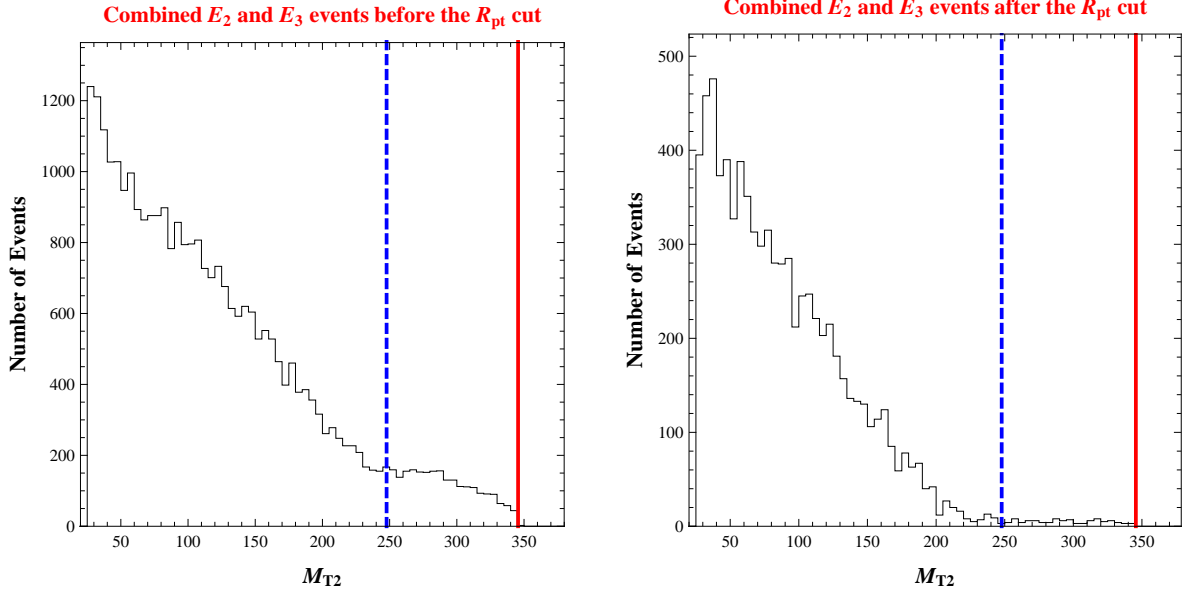 Combined E2 and E3 events before the Rpt cut
1200
1000
800
600
400
200
0
50 100 150 200 250 300 350
Number of Events
MT2
Combined E2 and E3 events after the Rpt cut
500
400
300
200
100
0
50 100 150 200 250 300 350
Number of Events
MT2